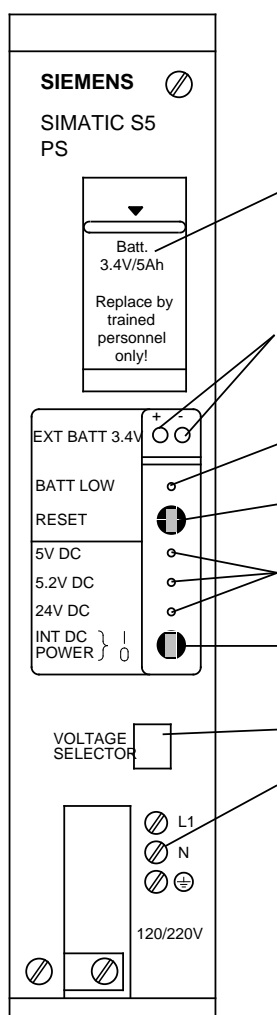 SIEMENS
SIMATIC S5
PS
Batt.
3.4V/5Ah
Replace by
trained
personnel
only!
+ -
EXT BATT 3.4V
BATT LOW
RESET
5V DC
5.2V DC
24V DC
INT DC
POWER } I
0
VOLTAGE
SELECTOR
L1
N
120/220V